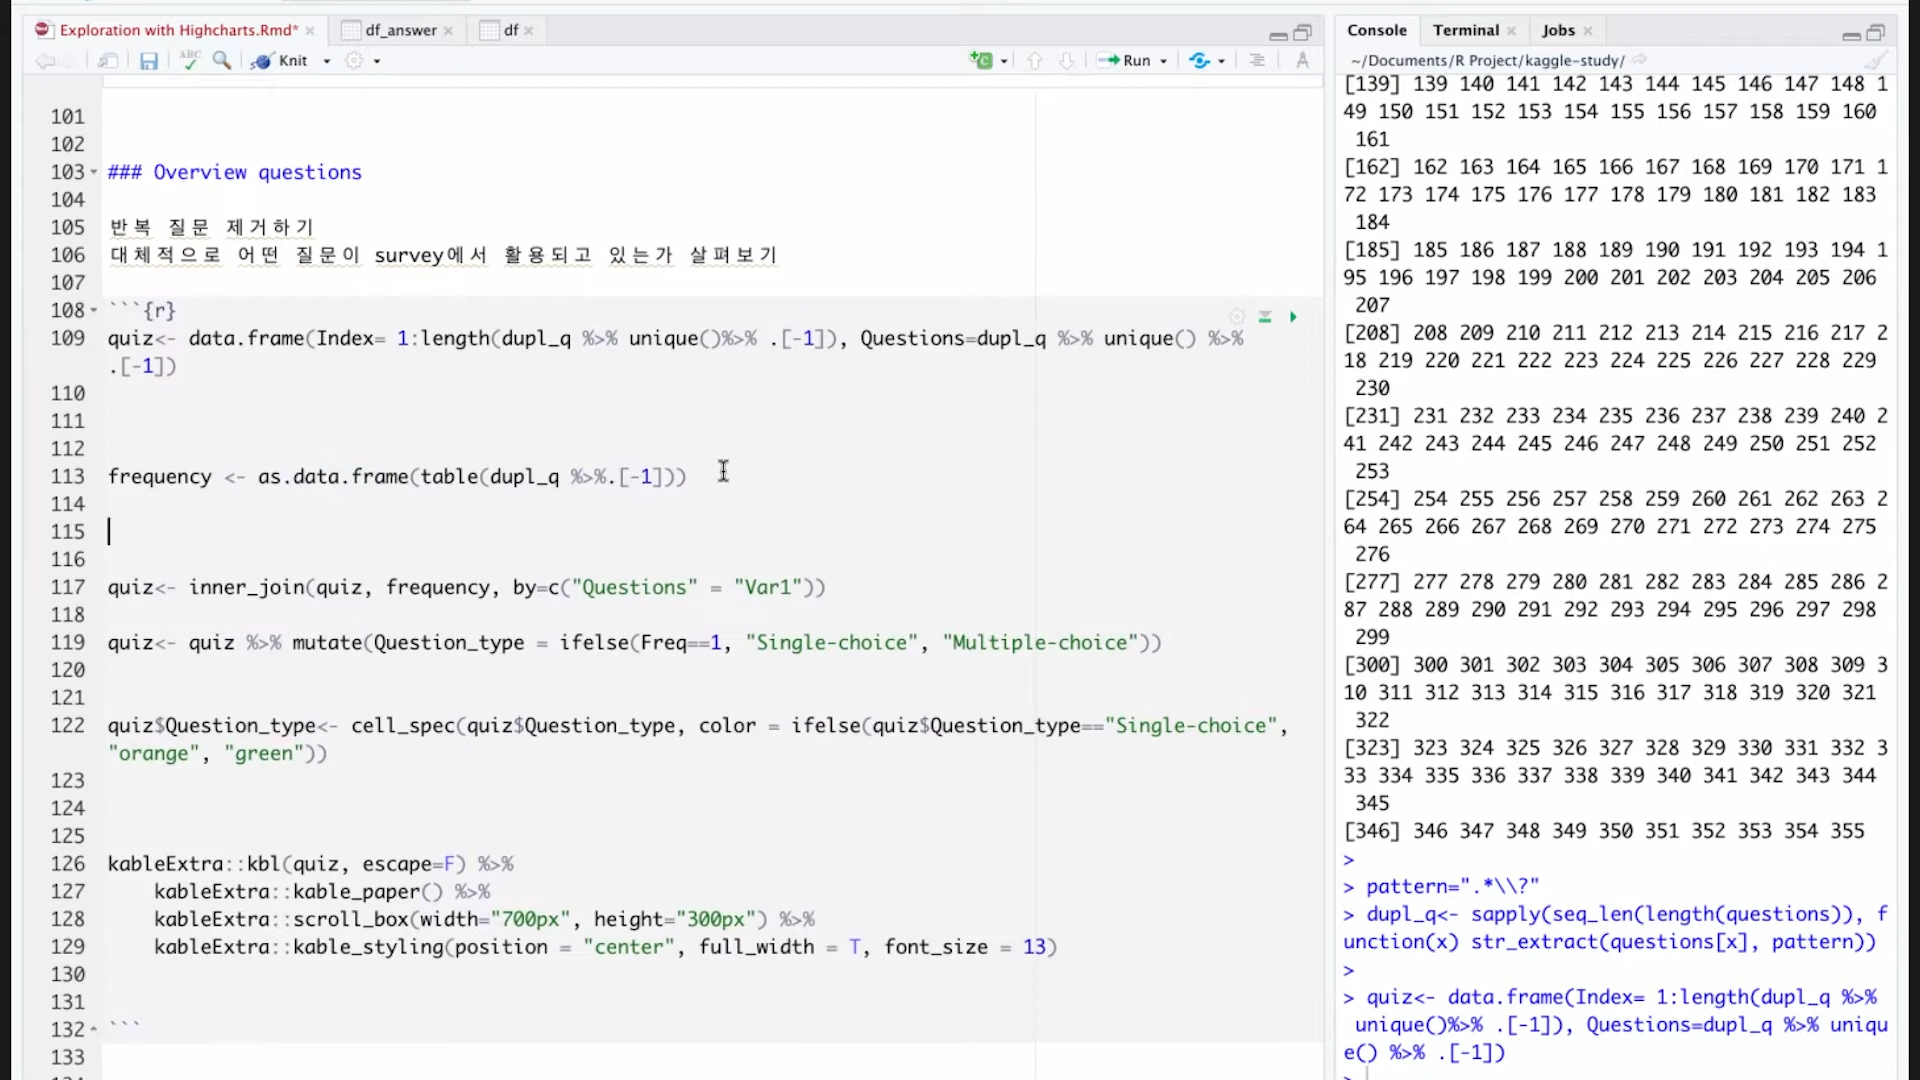 Exploration with Highcharts.Rmd* df_answer df
Knit Run
101
102
103 ### Overview questions
104
105 반복 질문 제거하기
106 대체적으로 어떤 질문이 survey에서 활용되고 있는가 살펴보기
107
108 ```{r}
109 quiz<- data.frame(Index= 1:length(dupl_q %>% unique()%>% .[-1]), Questions=dupl_q %>% unique() %>%
.[-1])
110
111
112
113 frequency <- as.data.frame(table(dupl_q %>%.[-1]))
114
115
116
117 quiz<- inner_join(quiz, frequency, by=c("Questions" = "Var1"))
118
119 quiz<- quiz %>% mutate(Question_type = ifelse(Freq==1, "Single-choice", "Multiple-choice"))
120
121
122 quiz$Question_type<- cell_spec(quiz$Question_type, color = ifelse(quiz$Question_type=="Single-choice",
"orange", "green"))
123
124
125
126 kableExtra::kbl(quiz, escape=F) %>%
127 kableExtra::kable_paper() %>%
128 kableExtra::scroll_box(width="700px", height="300px") %>%
129 kableExtra::kable_styling(position = "center", full_width = T, font_size = 13)
130
131
132 ```
133
Console Terminal Jobs
~/Documents/R Project/kaggle-study/
[139] 139 140 141 142 143 144 145 146 147 148 1
49 150 151 152 153 154 155 156 157 158 159 160
161
[162] 162 163 164 165 166 167 168 169 170 171 1
72 173 174 175 176 177 178 179 180 181 182 183
184
[185] 185 186 187 188 189 190 191 192 193 194 1
95 196 197 198 199 200 201 202 203 204 205 206
207
[208] 208 209 210 211 212 213 214 215 216 217 2
18 219 220 221 222 223 224 225 226 227 228 229
230
[231] 231 232 233 234 235 236 237 238 239 240 2
41 242 243 244 245 246 247 248 249 250 251 252
253
[254] 254 255 256 257 258 259 260 261 262 263 2
64 265 266 267 268 269 270 271 272 273 274 275
276
[277] 277 278 279 280 281 282 283 284 285 286 2
87 288 289 290 291 292 293 294 295 296 297 298
299
[300] 300 301 302 303 304 305 306 307 308 309 3
10 311 312 313 314 315 316 317 318 319 320 321
322
[323] 323 324 325 326 327 328 329 330 331 332 3
33 334 335 336 337 338 339 340 341 342 343 344
345
[346] 346 347 348 349 350 351 352 353 354 355
>
> pattern=".*\\?"
> dupl_q<- sapply(seq_len(length(questions)), f
unction(x) str_extract(questions[x], pattern))
>
> quiz<- data.frame(Index= 1:length(dupl_q %>%
unique()%>% .[-1]), Questions=dupl_q %>% uniqu
e() %>% .[-1])